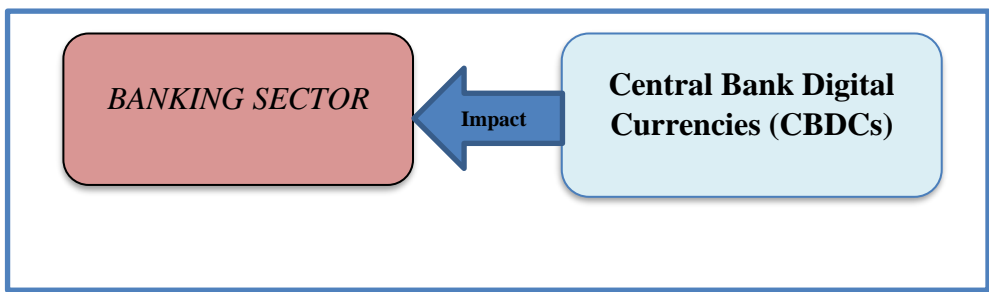 BANKING SECTOR
Impact
Central Bank Digital
Currencies (CBDCs)